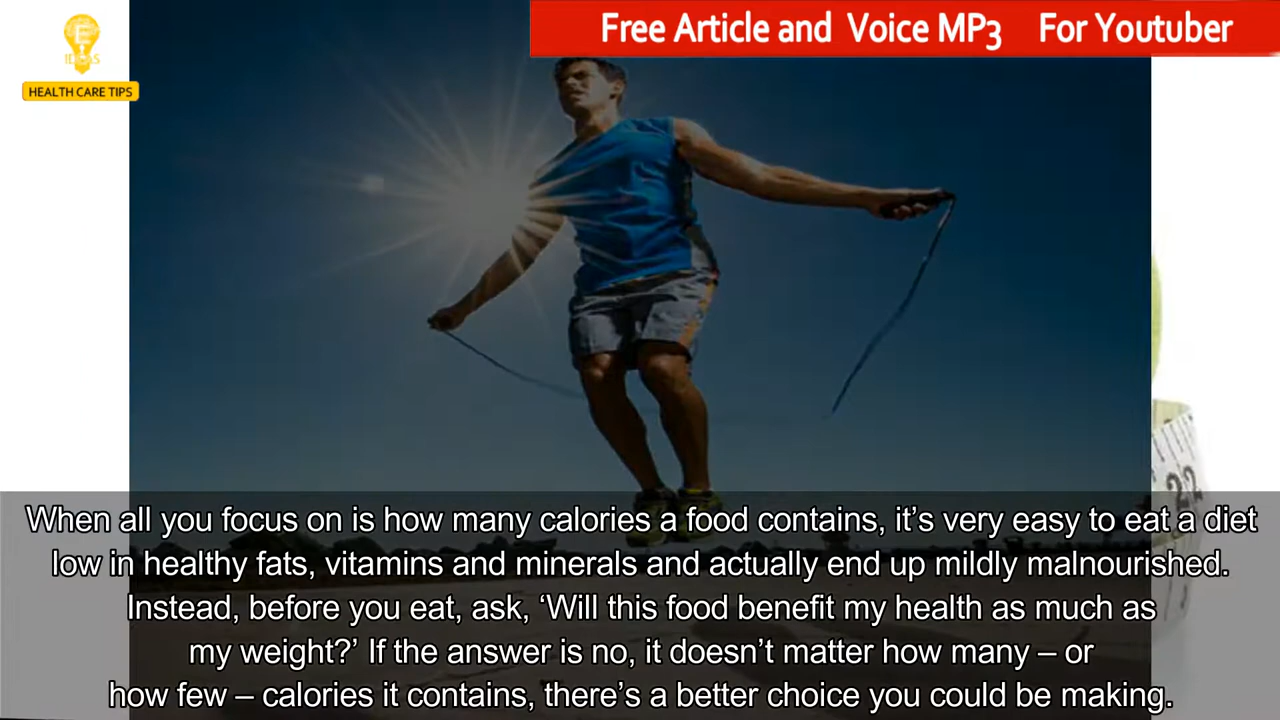 Free Article and Voice MP3 For Youtuber
E
IDEAS
HEALTH CARE TIPS
22
When all you focus on is how many calories a food contains, it’s very easy to eat a diet
low in healthy fats, vitamins and minerals and actually end up mildly malnourished.
Instead, before you eat, ask, ‘Will this food benefit my health as much as
my weight?’ If the answer is no, it doesn’t matter how many – or
how few – calories it contains, there’s a better choice you could be making.